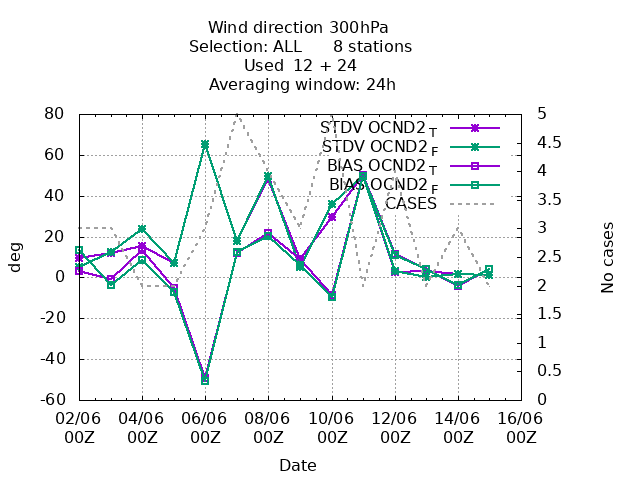 Wind direction 300hPa
Selection: ALL 8 stations
Used 12 + 24
Averaging window: 24h
STDV OCND2 T
STDV OCND2 F
BIAS OCND2 T
BIAS OCND2 F
CASES
80
60
40
20
0
-20
-40
-60
deg
5
4.5
4
3.5
3
2.5
2
1.5
1
0.5
0
No cases
02/06 04/06 06/06 08/06 10/06 12/06 14/06 16/06
00Z 00Z 00Z 00Z 00Z 00Z 00Z 00Z
Date